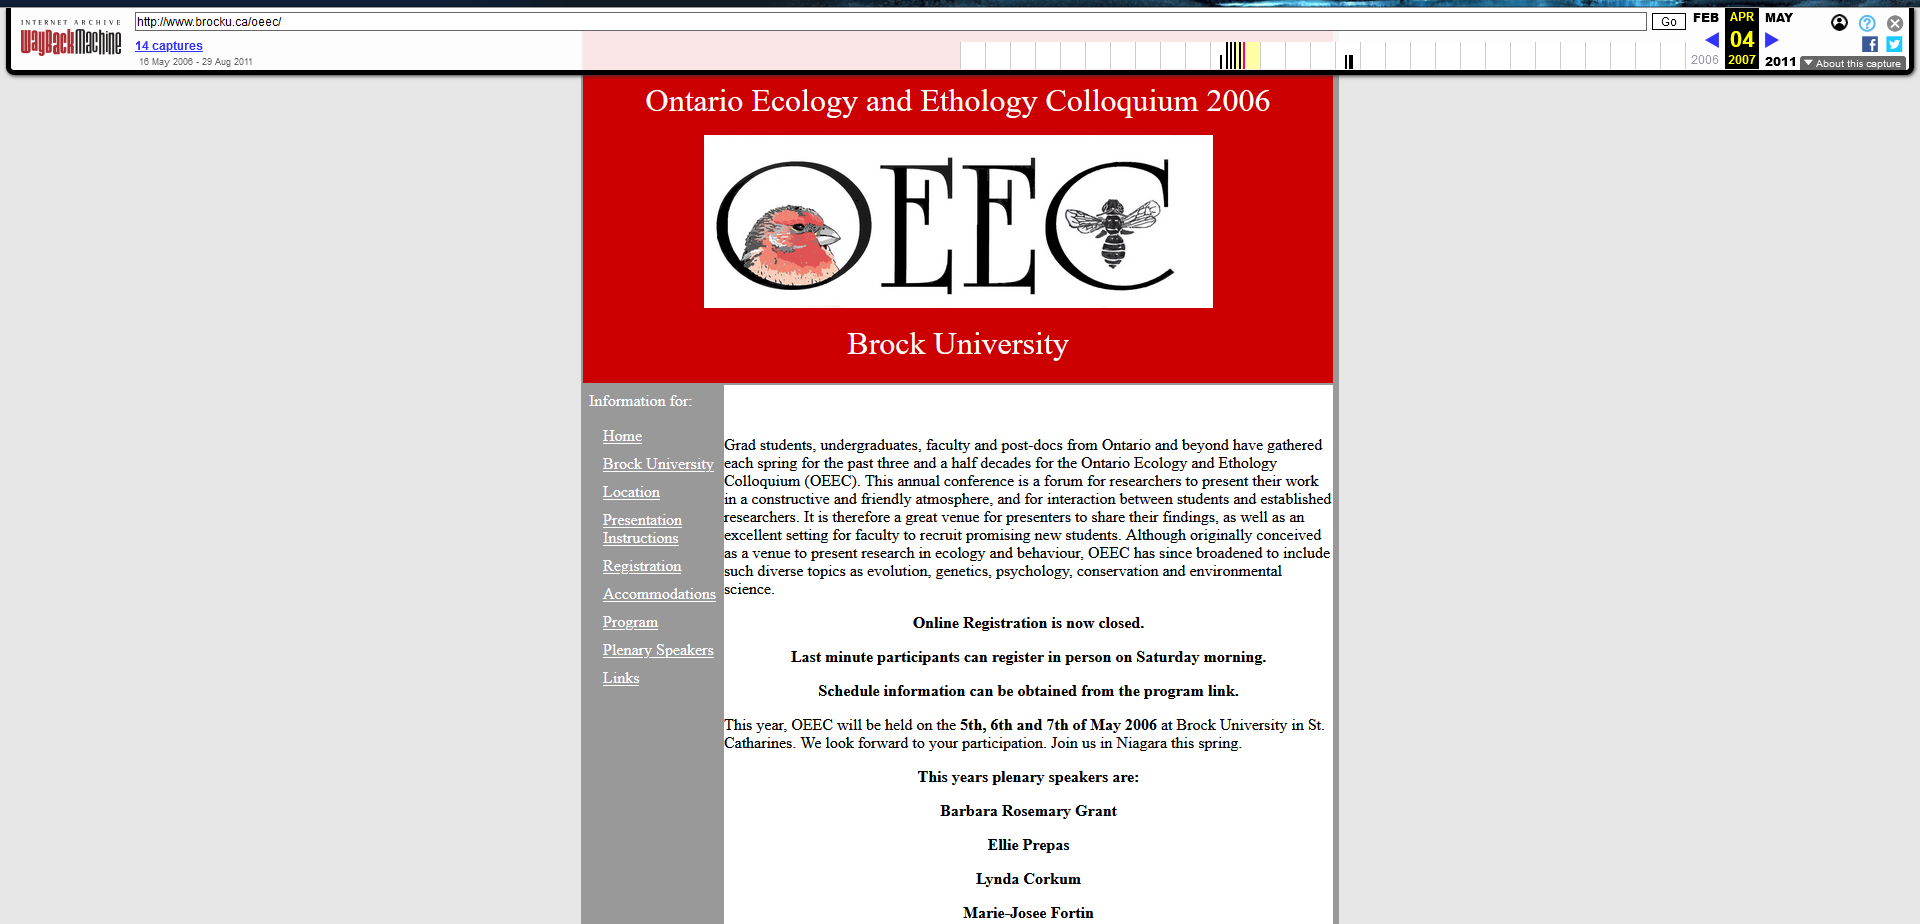 INTERNET ARCHIVE
WayBackMachine
http://www.brocku.ca/oeec/
Go
FEB
APR
MAY
14 captures
04
16 May 2006 - 29 Aug 2011
2006
2007
2011
About this capture
Ontario Ecology and Ethology Colloquium 2006
OEEC
Brock University
Information for:
Home
Brock University
Location
Presentation
Instructions
Registration
Accommodations
Program
Plenary Speakers
Links
Grad students, undergraduates, faculty and post-docs from Ontario and beyond have gathered
each spring for the past three and a half decades for the Ontario Ecology and Ethology
Colloquium (OEEC). This annual conference is a forum for researchers to present their work
in a constructive and friendly atmosphere, and for interaction between students and established
researchers. It is therefore a great venue for presenters to share their findings, as well as an
excellent setting for faculty to recruit promising new students. Although originally conceived
as a venue to present research in ecology and behaviour, OEEC has since broadened to include
such diverse topics as evolution, genetics, psychology, conservation and environmental
science.
Online Registration is now closed.
Last minute participants can register in person on Saturday morning.
Schedule information can be obtained from the program link.
This year, OEEC will be held on the 5th, 6th and 7th of May 2006 at Brock University in St.
Catharines. We look forward to your participation. Join us in Niagara this spring.
This years plenary speakers are:
Barbara Rosemary Grant
Ellie Prepas
Lynda Corkum
Marie-Josee Fortin